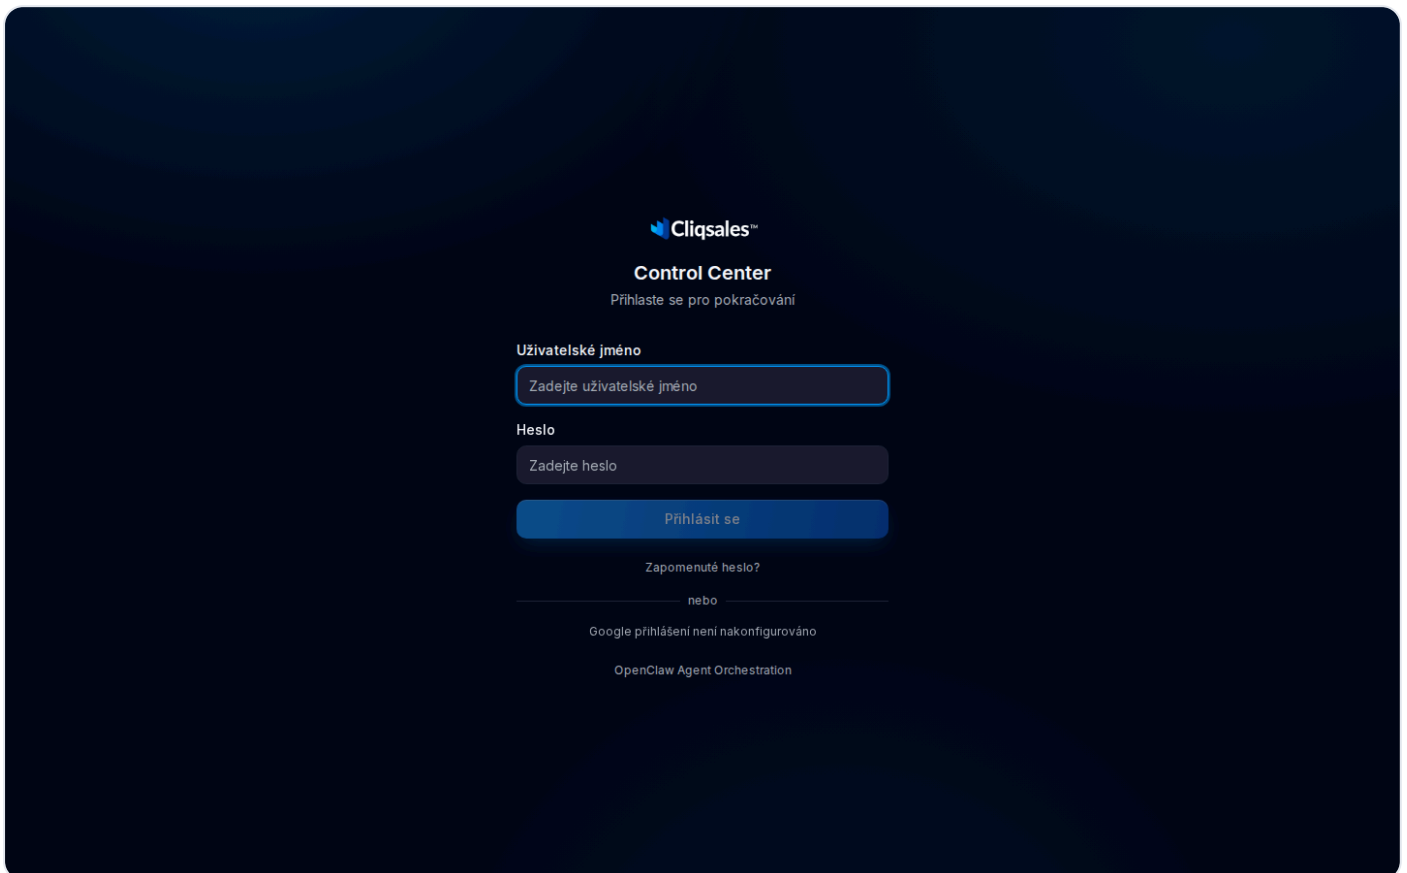 Cliqsales™
Control Center
Přihlaste se pro pokračování
Uživatelské jméno
Zadejte uživatelské jméno
Heslo
Zadejte heslo
Přihlásit se
Zapomenuté heslo?
nebo
Google přihlášení není nakonfigurováno
OpenClaw Agent Orchestration